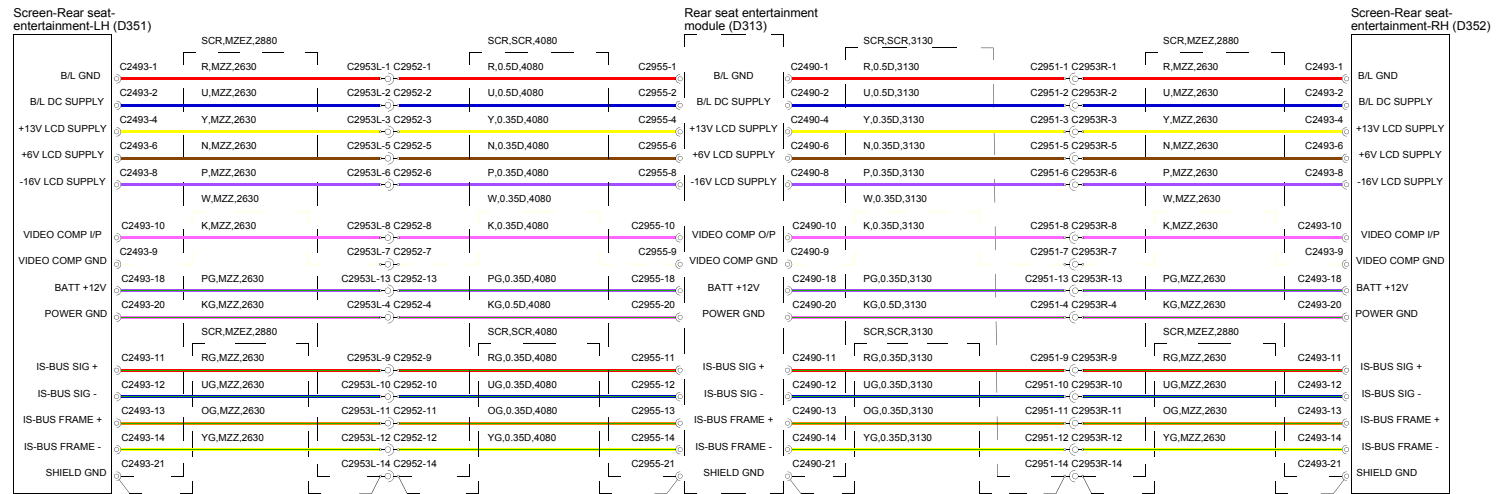 Screen-Rear seat-
entertainment-LH (D351)
Rear seat entertainment
module (D313)
Screen-Rear seat-
entertainment-RH (D352)
SCR,MZEZ,2880 SCR,SCR,4080 SCR,SCR,3130 SCR,MZEZ,2880
B/L GND C2493-1 R,MZZ,2630 C2953L-1 C2952-1 R,0.5D,4080 C2955-1 B/L GND C2490-1 R,0.5D,3130 C2951-1 C2953R-1 R,MZZ,2630 C2493-1 B/L GND
B/L DC SUPPLY C2493-2 U,MZZ,2630 C2953L-2 C2952-2 U,0.5D,4080 C2955-2 B/L DC SUPPLY C2490-2 U,0.5D,3130 C2951-2 C2953R-2 U,MZZ,2630 C2493-2 B/L DC SUPPLY
+13V LCD SUPPLY C2493-4 Y,MZZ,2630 C2953L-3 C2952-3 Y,0.35D,4080 C2955-4 +13V LCD SUPPLY C2490-4 Y,0.35D,3130 C2951-3 C2953R-3 Y,MZZ,2630 C2493-4 +13V LCD SUPPLY
+6V LCD SUPPLY C2493-6 N,MZZ,2630 C2953L-5 C2952-5 N,0.35D,4080 C2955-6 +6V LCD SUPPLY C2490-6 N,0.35D,3130 C2951-5 C2953R-5 N,MZZ,2630 C2493-6 +6V LCD SUPPLY
-16V LCD SUPPLY C2493-8 P,MZZ,2630 C2953L-6 C2952-6 P,0.35D,4080 C2955-8 -16V LCD SUPPLY C2490-8 P,0.35D,3130 C2951-6 C2953R-6 P,MZZ,2630 C2493-8 -16V LCD SUPPLY
W,MZZ,2630 W,0.35D,4080 W,0.35D,3130 W,MZZ,2630
VIDEO COMP I/P C2493-10 K,MZZ,2630 C2953L-8 C2952-8 K,0.35D,4080 C2955-10 VIDEO COMP O/P C2490-10 K,0.35D,3130 C2951-8 C2953R-8 K,MZZ,2630 C2493-10 VIDEO COMP I/P
VIDEO COMP GND C2493-9 C2953L-7 C2952-7 C2955-9 VIDEO COMP GND C2490-9 C2951-7 C2953R-7 C2493-9 VIDEO COMP GND
BATT +12V C2493-18 PG,MZZ,2630 C2953L-13 C2952-13 PG,0.35D,4080 C2955-18 BATT +12V C2490-18 PG,0.35D,3130 C2951-13 C2953R-13 PG,MZZ,2630 C2493-18 BATT +12V
POWER GND C2493-20 KG,MZZ,2630 C2953L-4 C2952-4 KG,0.5D,4080 C2955-20 POWER GND C2490-20 KG,0.5D,3130 C2951-4 C2953R-4 KG,MZZ,2630 C2493-20 POWER GND
SCR,MZEZ,2880 SCR,SCR,4080 SCR,SCR,3130 SCR,MZEZ,2880
IS-BUS SIG + C2493-11 RG,MZZ,2630 C2953L-9 C2952-9 RG,0.35D,4080 C2955-11 IS-BUS SIG + C2490-11 RG,0.35D,3130 C2951-9 C2953R-9 RG,MZZ,2630 C2493-11 IS-BUS SIG +
IS-BUS SIG - C2493-12 UG,MZZ,2630 C2953L-10 C2952-10 UG,0.35D,4080 C2955-12 IS-BUS SIG - C2490-12 UG,0.35D,3130 C2951-10 C2953R-10 UG,MZZ,2630 C2493-12 IS-BUS SIG -
IS-BUS FRAME + C2493-13 OG,MZZ,2630 C2953L-11 C2952-11 OG,0.35D,4080 C2955-13 IS-BUS FRAME + C2490-13 OG,0.35D,3130 C2951-11 C2953R-11 OG,MZZ,2630 C2493-13 IS-BUS FRAME +
IS-BUS FRAME - C2493-14 YG,MZZ,2630 C2953L-12 C2952-12 YG,0.35D,4080 C2955-14 IS-BUS FRAME - C2490-14 YG,0.35D,3130 C2951-12 C2953R-12 YG,MZZ,2630 C2493-14 IS-BUS FRAME -
SHIELD GND C2493-21 C2953L-14 C2952-14 C2955-21 SHIELD GND C2490-21 C2951-14 C2953R-14 C2493-21 SHIELD GND